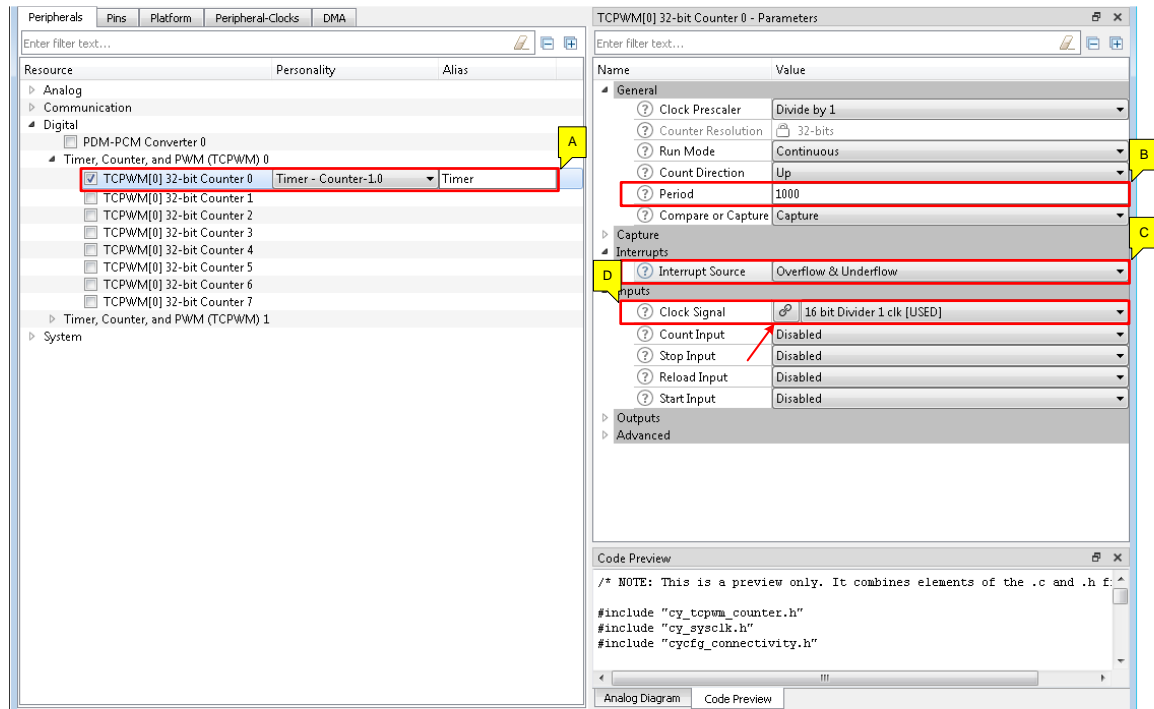 Peripherals Pins Platform Peripheral-Clocks DMA
Enter filter text...
Resource Personality Alias
Analog
Communication
Digital
PDM-PCM Converter 0
A
Timer, Counter, and PWM (TCPWM) 0
TCPWM[0] 32-bit Counter 0 Timer - Counter-1.0 Timer
TCPWM[0] 32-bit Counter 1
TCPWM[0] 32-bit Counter 2
TCPWM[0] 32-bit Counter 3
TCPWM[0] 32-bit Counter 4
TCPWM[0] 32-bit Counter 5
TCPWM[0] 32-bit Counter 6
TCPWM[0] 32-bit Counter 7
Timer, Counter, and PWM (TCPWM) 1
System
TCPWM[0] 32-bit Counter 0 - Parameters
Enter filter text...
Name Value
General
? Clock Prescaler Divide by 1
? Counter Resolution 32-bits
? Run Mode Continuous
B
? Count Direction Up
? Period 1000
? Compare or Capture Capture
Capture
C
Interrupts
D
? Interrupt Source Overflow & Underflow
nputs
? Clock Signal 16 bit Divider 1 clk [USED]
? Count Input Disabled
? Stop Input Disabled
? Reload Input Disabled
? Start Input Disabled
Outputs
Advanced
Code Preview
/* NOTE: This is a preview only. It combines elements of the .c and .h f
#include "cy_tcpwm_counter.h"
#include "cy_sysclk.h"
#include "cycfg_connectivity.h"
Analog Diagram Code Preview